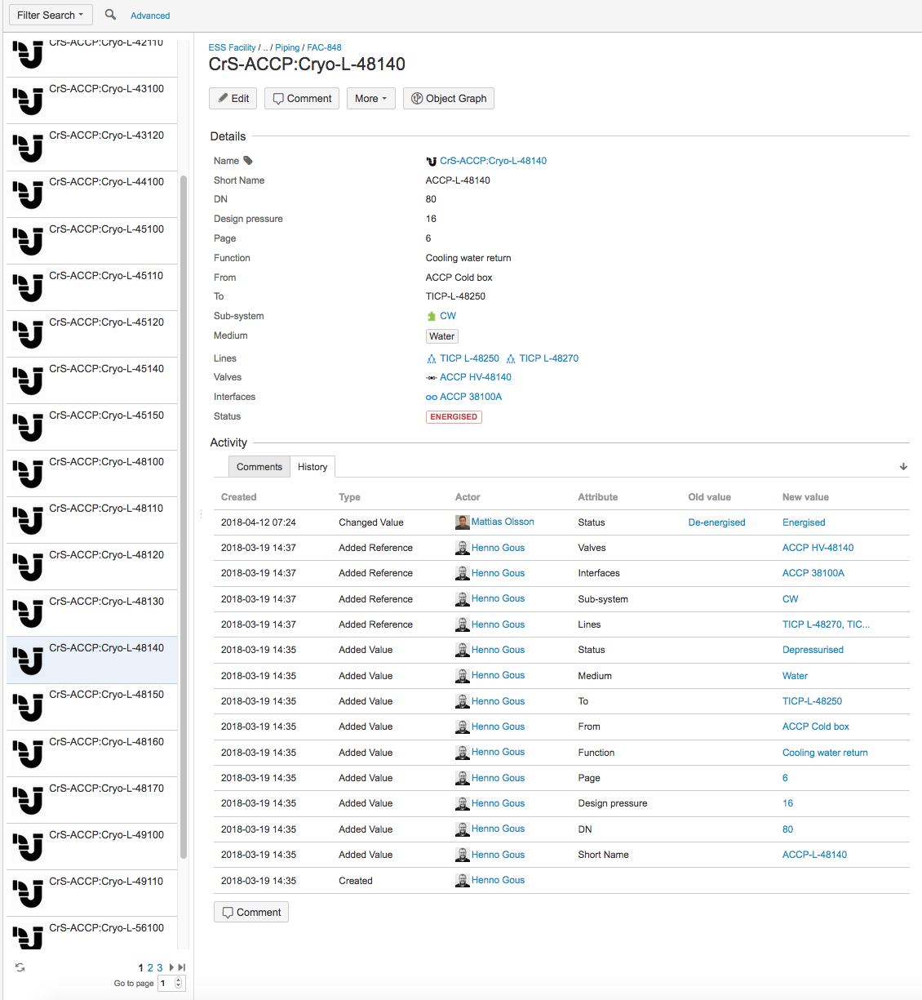 Filter Search
Advanced
CrS-ACCP:Cryo-L-42110
CrS-ACCP:Cryo-L-43100
CrS-ACCP:Cryo-L-43120
CrS-ACCP:Cryo-L-44100
CrS-ACCP:Cryo-L-45100
CrS-ACCP:Cryo-L-45110
CrS-ACCP:Cryo-L-45120
CrS-ACCP:Cryo-L-45140
CrS-ACCP:Cryo-L-45150
CrS-ACCP:Cryo-L-48100
CrS-ACCP:Cryo-L-48110
CrS-ACCP:Cryo-L-48120
CrS-ACCP:Cryo-L-48130
CrS-ACCP:Cryo-L-48140
CrS-ACCP:Cryo-L-48150
CrS-ACCP:Cryo-L-48160
CrS-ACCP:Cryo-L-48170
CrS-ACCP:Cryo-L-49100
CrS-ACCP:Cryo-L-49110
CrS-ACCP:Cryo-L-56100
1 2 3
Go to page 1
ESS Facility / .. / Piping / FAC-848
CrS-ACCP:Cryo-L-48140
Edit Comment More Object Graph
Details
Name CrS-ACCP:Cryo-L-48140
Short Name ACCP-L-48140
DN 80
Design pressure 16
Page 6
Function Cooling water return
From ACCP Cold box
To TICP-L-48250
Sub-system CW
Medium Water
Lines TICP L-48250 TICP L-48270
Valves ACCP HV-48140
Interfaces ACCP 38100A
Status ENERGISED
Activity
Comments History
Created Type Actor Attribute Old value New value
2018-04-12 07:24 Changed Value Mattias Olsson Status De-energised Energised
2018-03-19 14:37 Added Reference Henno Gous Valves ACCP HV-48140
2018-03-19 14:37 Added Reference Henno Gous Interfaces ACCP 38100A
2018-03-19 14:37 Added Reference Henno Gous Sub-system CW
2018-03-19 14:37 Added Reference Henno Gous Lines TICP L-48270, TIC...
2018-03-19 14:35 Added Value Henno Gous Status Depressurised
2018-03-19 14:35 Added Value Henno Gous Medium Water
2018-03-19 14:35 Added Value Henno Gous To TICP-L-48250
2018-03-19 14:35 Added Value Henno Gous From ACCP Cold box
2018-03-19 14:35 Added Value Henno Gous Function Cooling water return
2018-03-19 14:35 Added Value Henno Gous Page 6
2018-03-19 14:35 Added Value Henno Gous Design pressure 16
2018-03-19 14:35 Added Value Henno Gous DN 80
2018-03-19 14:35 Added Value Henno Gous Short Name ACCP-L-48140
2018-03-19 14:35 Created Henno Gous
Comment